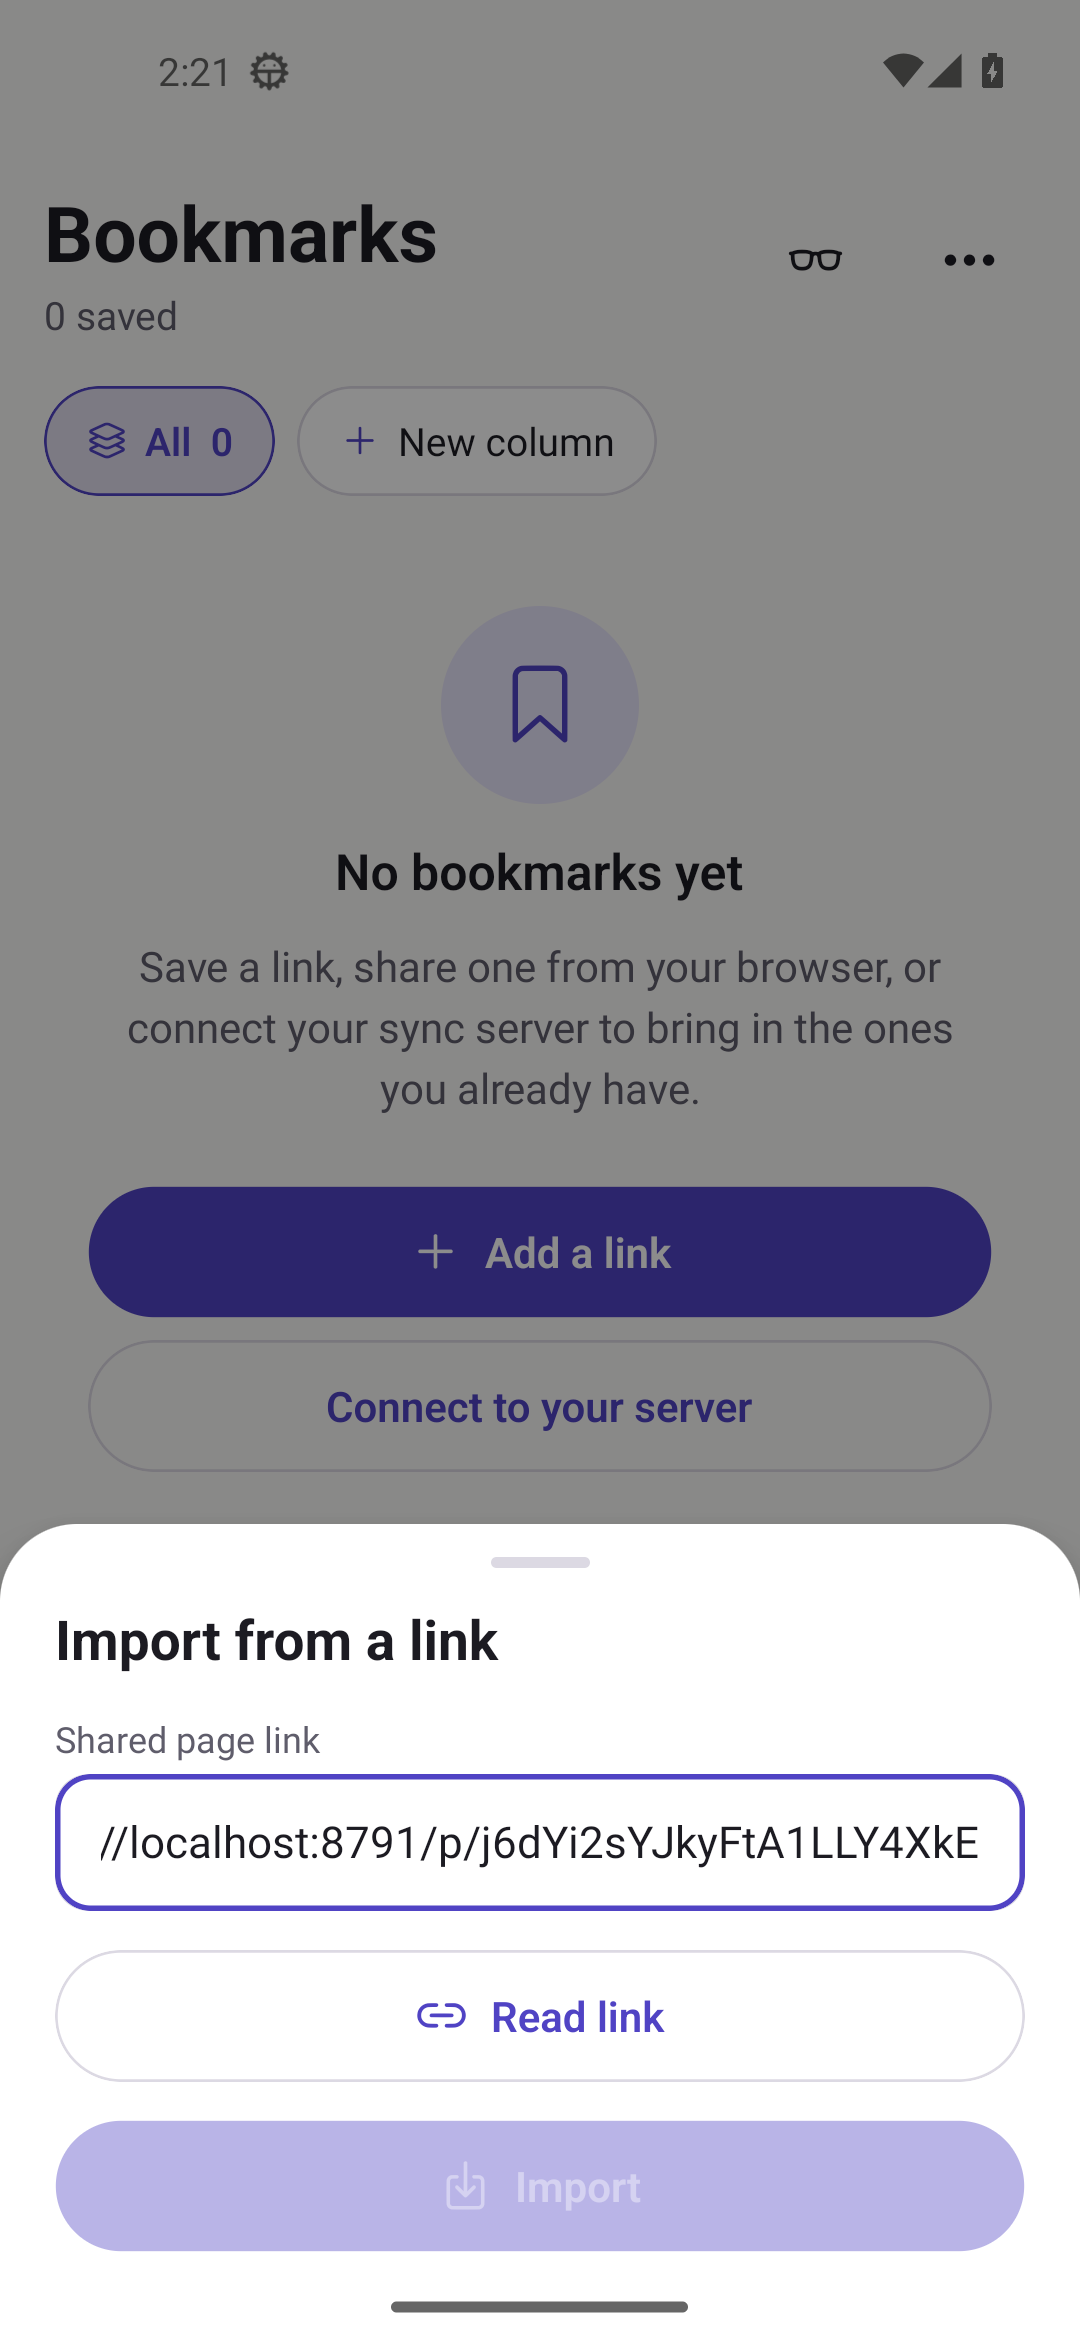 2:21
Bookmarks
0 saved
All 0
New column
No bookmarks yet
Save a link, share one from your browser, or
connect your sync server to bring in the ones
you already have.
Add a link
Connect to your server
Import from a link
Shared page link
//localhost:8791/p/j6dYi2sYJkyFtA1LLY4XkE
Read link
Import